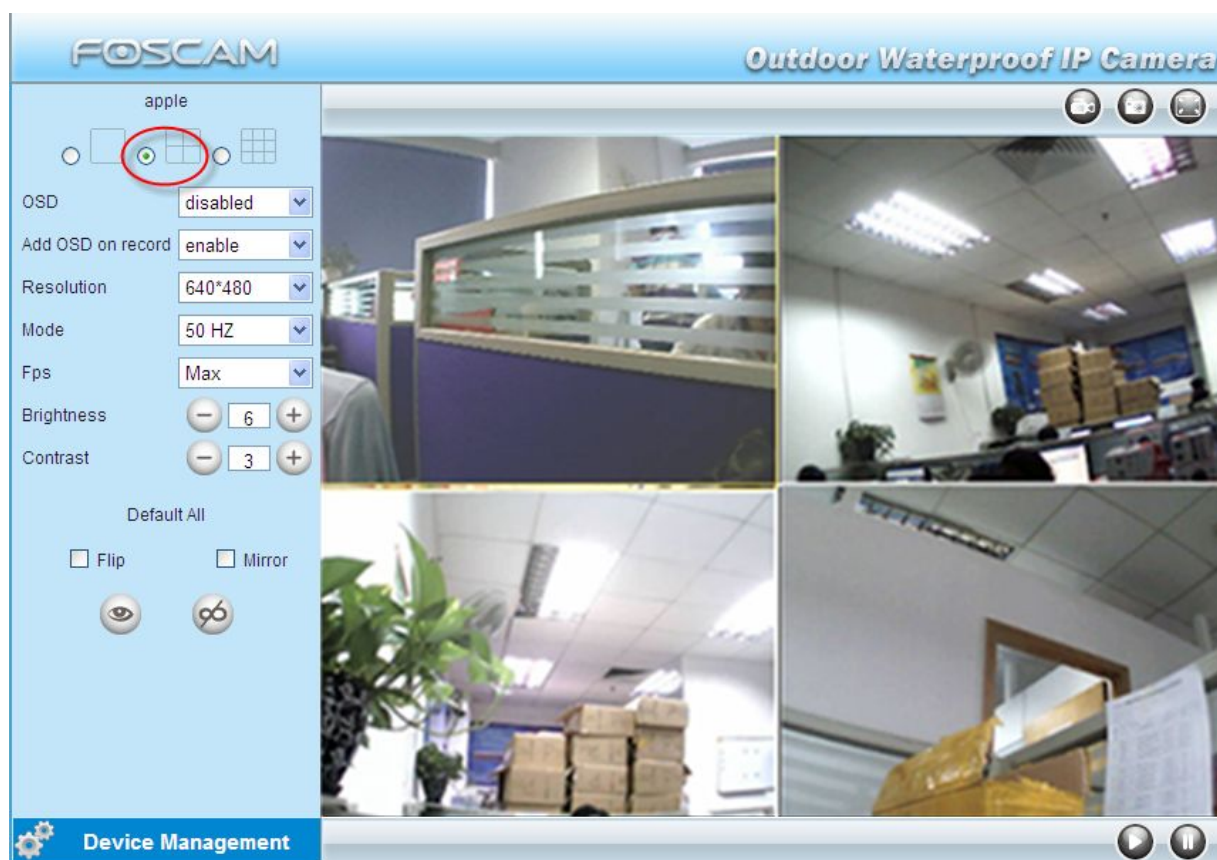 FOSCAM
Outdoor Waterproof IP Camera
apple
OSD disabled
Add OSD on record enable
Resolution 640*480
Mode 50 HZ
Fps Max
Brightness 6
Contrast 3
Default All
Flip Mirror
Device Management